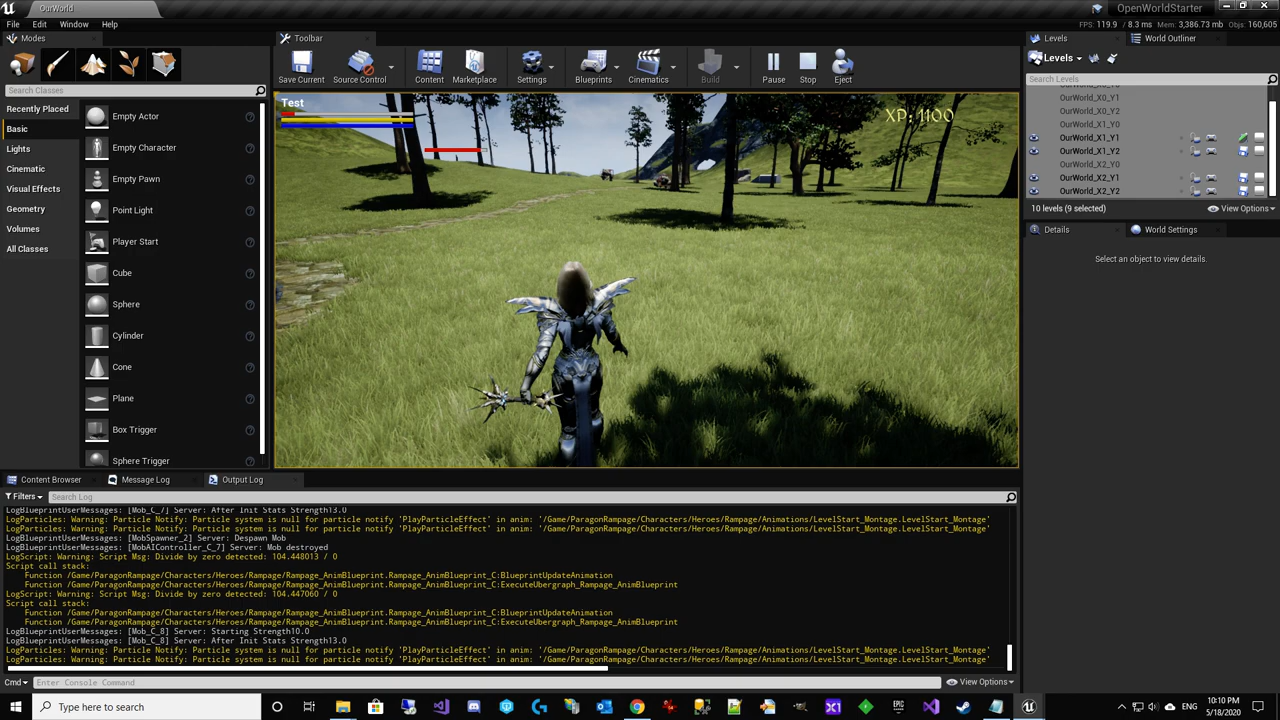 OurWorld
OpenWorldStarter
File Edit Window Help
FPS: 119.9 / 8.3 ms Mem: 3,386.73 mb Objs: 160,605
Modes
Toolbar
Levels
World Outliner
Search Classes
Save Current
Source Control
Content
Marketplace
Settings
Blueprints
Cinematics
Build
Pause
Stop
Eject
Levels
Search Levels
Recently Placed
Basic
Lights
Cinematic
Visual Effects
Geometry
Volumes
All Classes
Empty Actor
Empty Character
Empty Pawn
Point Light
Player Start
Cube
Sphere
Cylinder
Cone
Plane
Box Trigger
Sphere Trigger
Test
XP: 1100
OurWorld_X0_Y1
OurWorld_X0_Y2
OurWorld_X1_Y0
OurWorld_X1_Y1
OurWorld_X1_Y2
OurWorld_X2_Y0
OurWorld_X2_Y1
OurWorld_X2_Y2
10 levels (9 selected)
View Options
Details
World Settings
Select an object to view details.
Content Browser
Message Log
Output Log
Filters
Search Log
LogBlueprintUserMessages: [Mob_C_7] Server: After Init Stats Strength13.0
LogParticles: Warning: Particle Notify: Particle system is null for particle notify 'PlayParticleEffect' in anim: '/Game/ParagonRampage/Characters/Heroes/Rampage/Animations/LevelStart_Montage.LevelStart_Montage'
LogParticles: Warning: Particle Notify: Particle system is null for particle notify 'PlayParticleEffect' in anim: '/Game/ParagonRampage/Characters/Heroes/Rampage/Animations/LevelStart_Montage.LevelStart_Montage'
LogBlueprintUserMessages: [MobSpawner_2] Server: Despawn Mob
LogBlueprintUserMessages: [MobAIController_C_7] Server: Mob destroyed
LogScript: Warning: Script Msg: Divide by zero detected: 104.448013 / 0
Script call stack:
Function /Game/ParagonRampage/Characters/Heroes/Rampage/Rampage_AnimBlueprint.Rampage_AnimBlueprint_C:BlueprintUpdateAnimation
Function /Game/ParagonRampage/Characters/Heroes/Rampage/Rampage_AnimBlueprint.Rampage_AnimBlueprint_C:ExecuteUbergraph_Rampage_AnimBlueprint
LogScript: Warning: Script Msg: Divide by zero detected: 104.447060 / 0
Script call stack:
Function /Game/ParagonRampage/Characters/Heroes/Rampage/Rampage_AnimBlueprint.Rampage_AnimBlueprint_C:BlueprintUpdateAnimation
Function /Game/ParagonRampage/Characters/Heroes/Rampage/Rampage_AnimBlueprint.Rampage_AnimBlueprint_C:ExecuteUbergraph_Rampage_AnimBlueprint
LogBlueprintUserMessages: [Mob_C_8] Server: Starting Strength10.0
LogBlueprintUserMessages: [Mob_C_8] Server: After Init Stats Strength13.0
LogParticles: Warning: Particle Notify: Particle system is null for particle notify 'PlayParticleEffect' in anim: '/Game/ParagonRampage/Characters/Heroes/Rampage/Animations/LevelStart_Montage.LevelStart_Montage'
LogParticles: Warning: Particle Notify: Particle system is null for particle notify 'PlayParticleEffect' in anim: '/Game/ParagonRampage/Characters/Heroes/Rampage/Animations/LevelStart_Montage.LevelStart_Montage'
Cmd
Enter Console Command
View Options
Type here to search
EPIC
X1
ENG
10:10 PM
5/18/2020